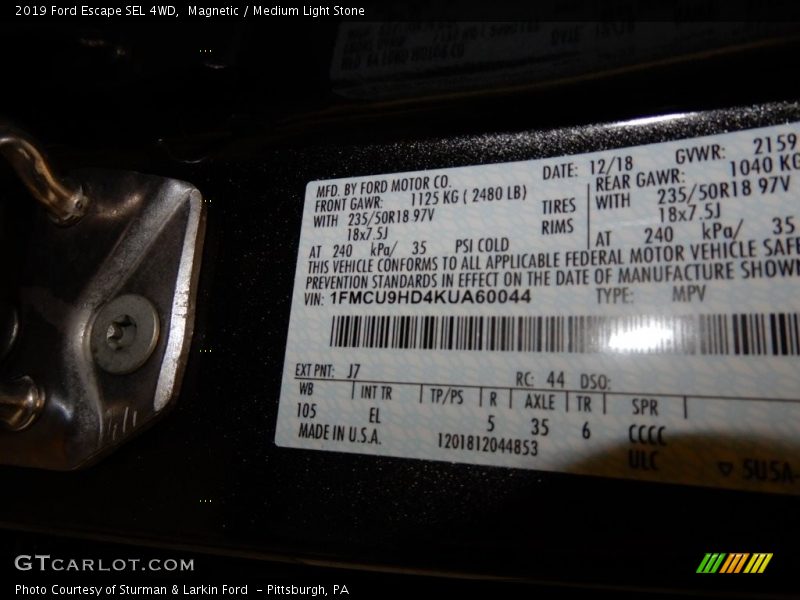 2019 Ford Escape SEL 4WD, Magnetic / Medium Light Stone
MFD. BY FORD MOTOR CO. DATE: 12/18 GVWR: 2159
FRONT GAWR: 1125 KG ( 2480 LB) REAR GAWR: 1040 KG
WITH 235/50R18 97V TIRES WITH 235/50R18 97V
18x7.5J RIMS 18x7.5J
AT 240 kPa/ 35 PSI COLD AT 240 kPa/ 35
THIS VEHICLE CONFORMS TO ALL APPLICABLE FEDERAL MOTOR VEHICLE SAFE
PREVENTION STANDARDS IN EFFECT ON THE DATE OF MANUFACTURE SHOWN
VIN: 1FMCU9HD4KUA60044 TYPE: MPV
EXT PNT: J7 RC: 44 DSO:
WB INT TR TP/PS R AXLE TR SPR
105 EL 5 35 6 CCCC
MADE IN U.S.A. 1201812044853 ULC
SU5A-
GTCARLOT.COM
Photo Courtesy of Sturman & Larkin Ford - Pittsburgh, PA